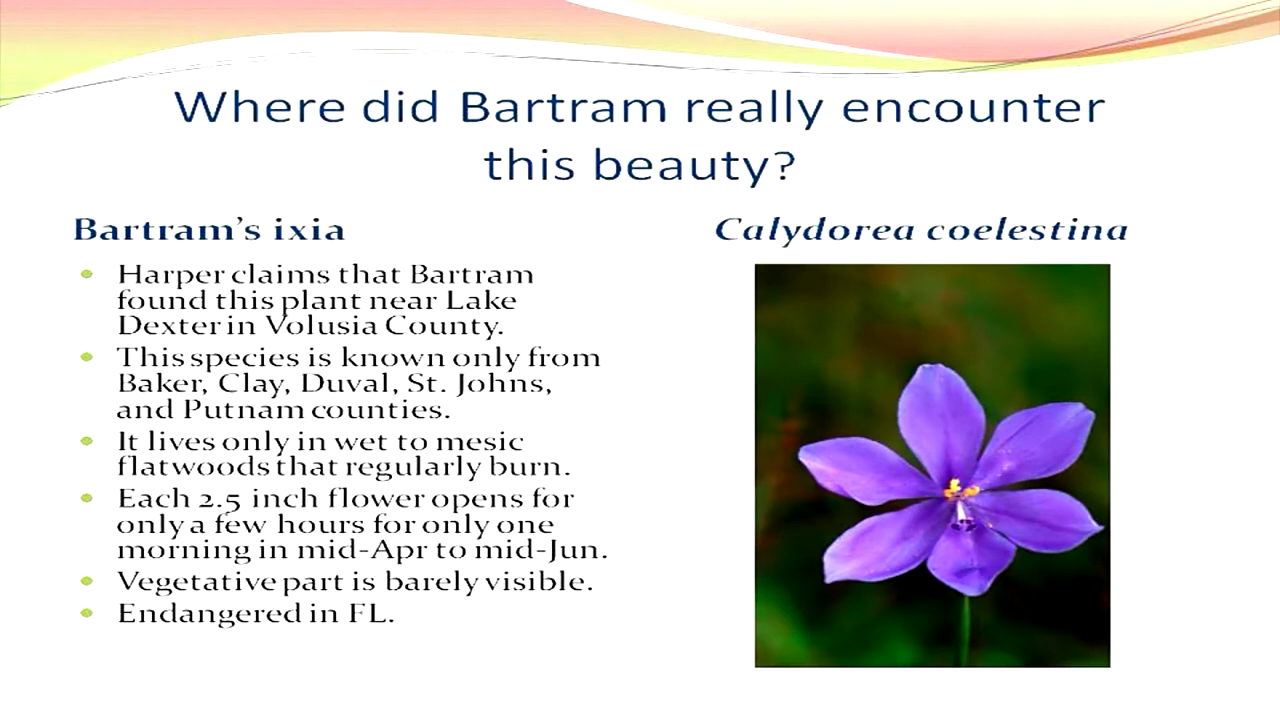 Where did Bartram really encounter
this beauty?
Bartram's ixia
• Harper claims that Bartram
found this plant near Lake
Dexter in Volusia County.
• This species is known only from
Baker, Clay, Duval, St. Johns,
and Putnam counties.
• It lives only in wet to mesic
flatwoods that regularly burn.
• Each 2.5 inch flower opens for
only a few hours for only one
morning in mid-Apr to mid-Jun.
• Vegetative part is barely visible.
• Endangered in FL.
Calydorea coelestina